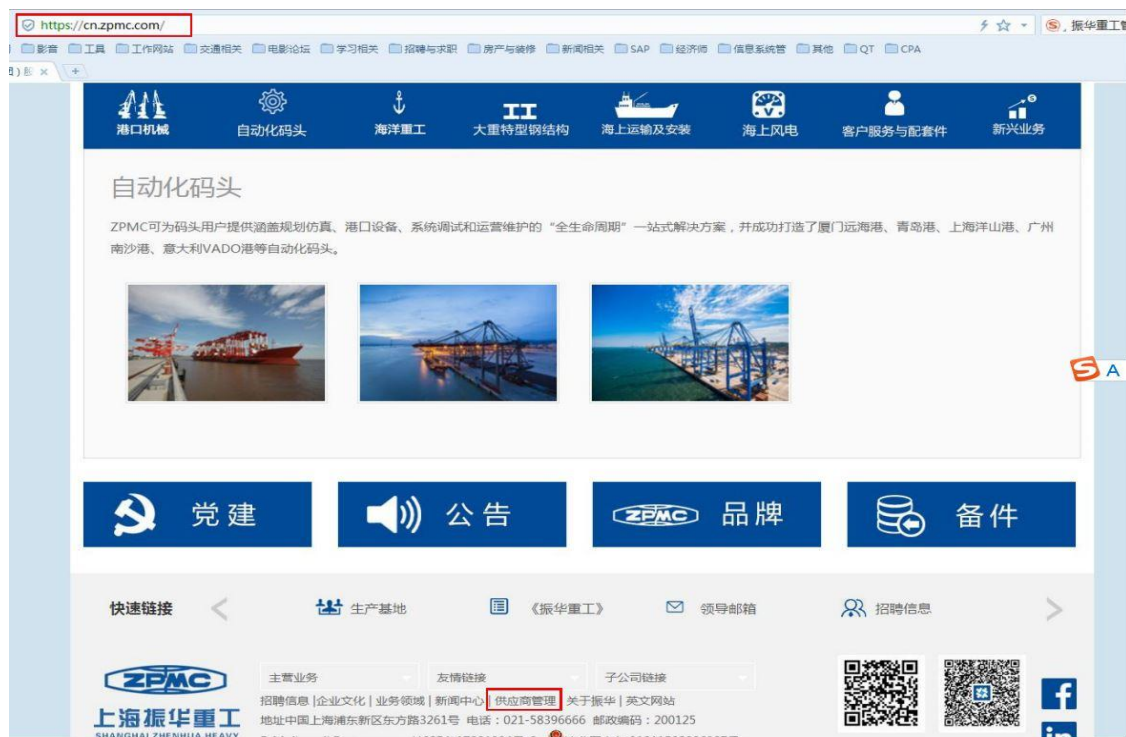 https://cn.zpmc.com/
振华重工
影音 工具 工作网站 交通相关 电影论坛 学习相关 招聘与求职 房产与装修 新闻相关 SAP 经济师 信息系统管 其他 QT CPA
港口机械 自动化码头 海洋重工 大重特型钢结构 海上运输及安装 海上风电 客户服务与配套件 新兴业务
自动化码头
ZPMC可为码头用户提供涵盖规划仿真、港口设备、系统调试和运营维护的“全生命周期”一站式解决方案，并成功打造了厦门远海港、青岛港、上海洋山港、广州
南沙港、意大利VADO港等自动化码头。
A
党建 公告 ZPMC 品牌 备件
快速链接 生产基地 《振华重工》 领导邮箱 招聘信息
ZPMC 主营业务 友情链接 子公司链接
招聘信息 |企业文化 | 业务领域 | 新闻中心 | 供应商管理 | 关于振华 | 英文网站
上海振华重工 地址中国上海浦东新区东方路3261号 电话：021-58396666 邮政编码：200125
SHANGHAI ZHENHUA HEAVY